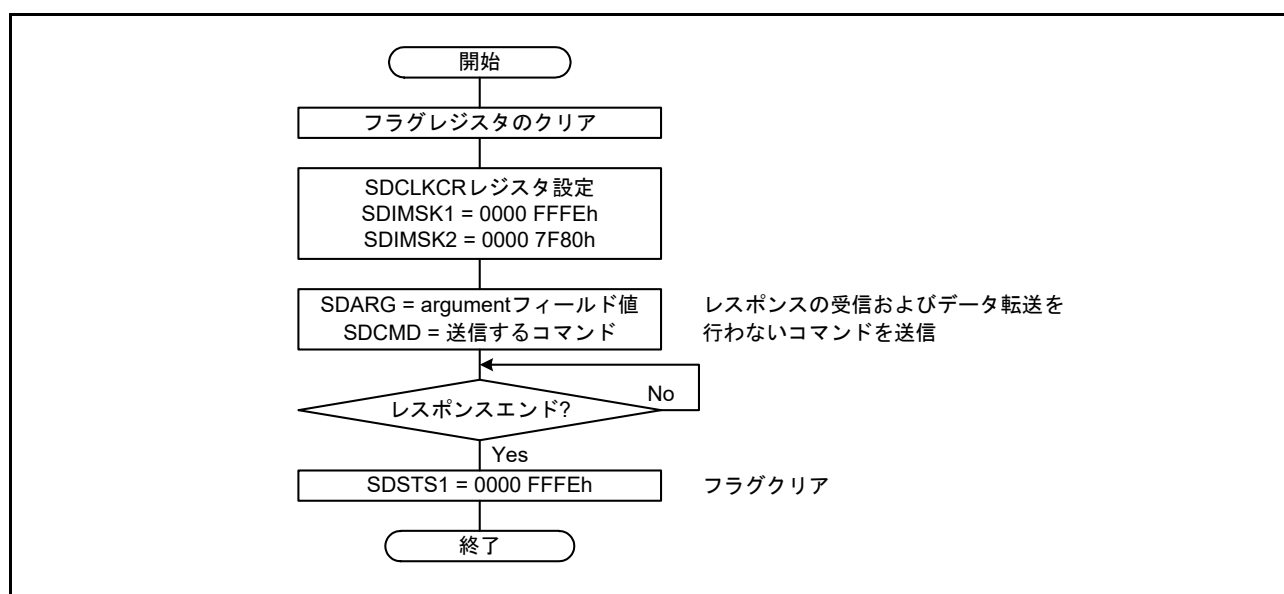 開始
フラグレジスタのクリア
SDCLKCRレジスタ設定
SDIMSK1 = 0000 FFFEh
SDIMSK2 = 0000 7F80h
SDARG = argumentフィールド値
SDCMD = 送信するコマンド
レスポンスの受信およびデータ転送を
行わないコマンドを送信
レスポンスエンド?
No
Yes
SDSTS1 = 0000 FFFEh
フラグクリア
終了